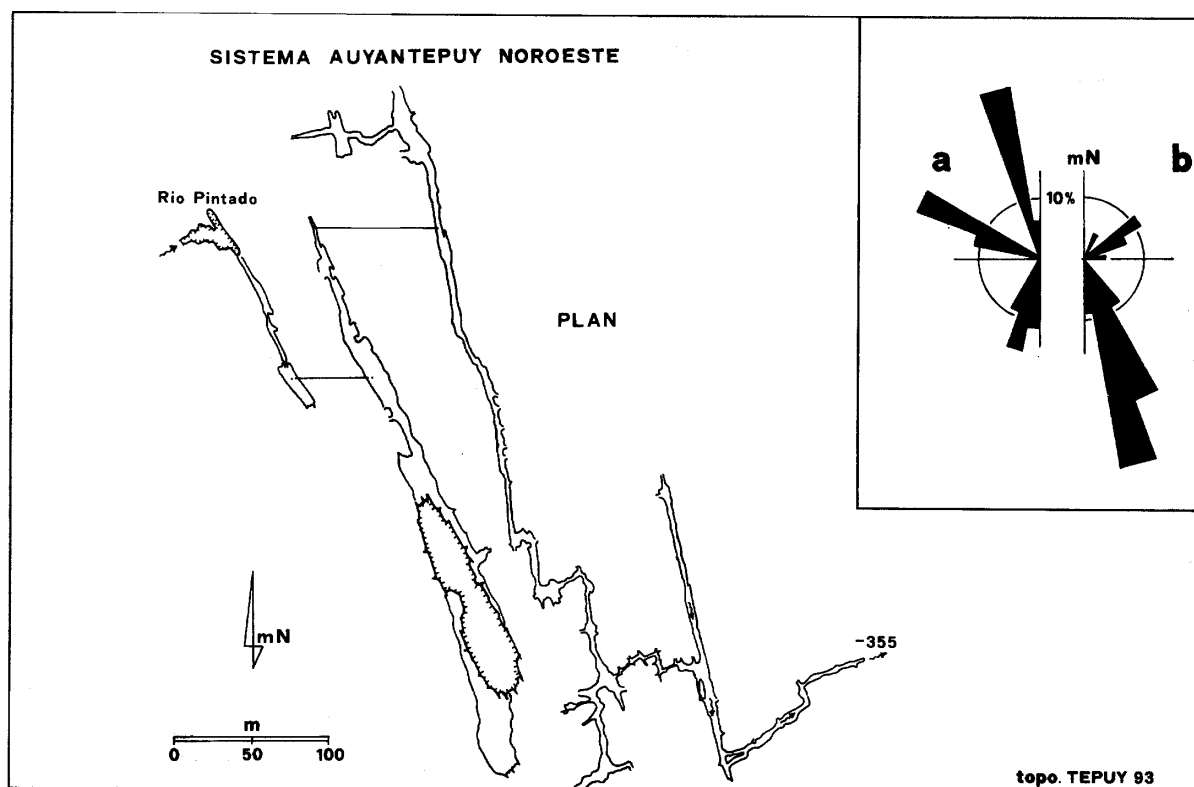 SISTEMA AUYANTEPUY NOROESTE
a
mN
b
10%
Rio Pintado
PLAN
mN
-355
m
0 50 100
topo. TEPUY 93